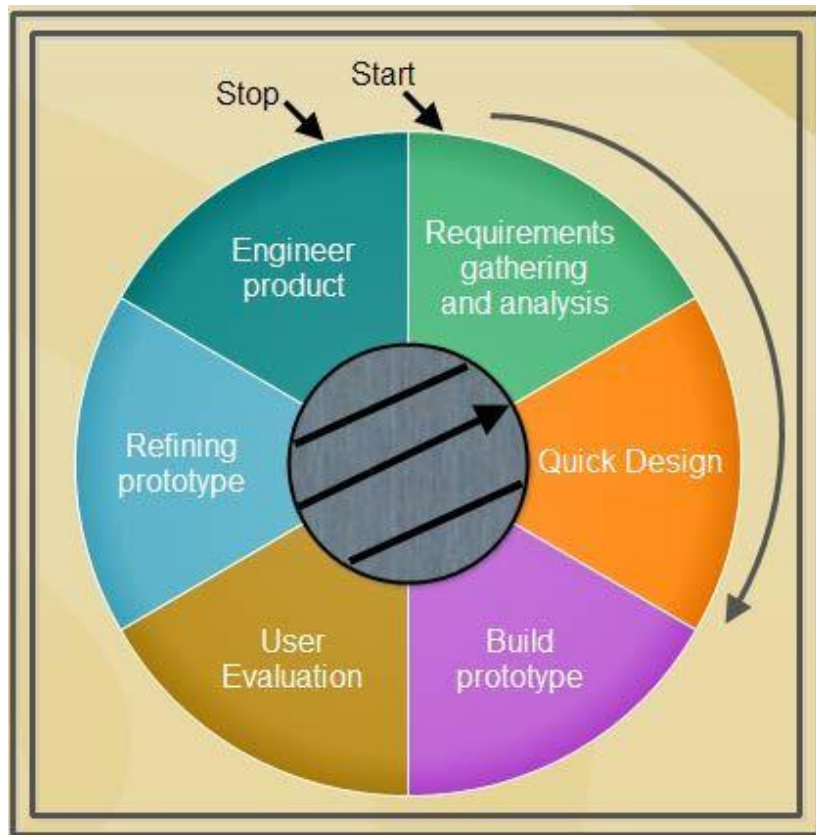 Start
Stop
Requirements
gathering
and analysis
Quick Design
Build
prototype
User
Evaluation
Refining
prototype
Engineer
product